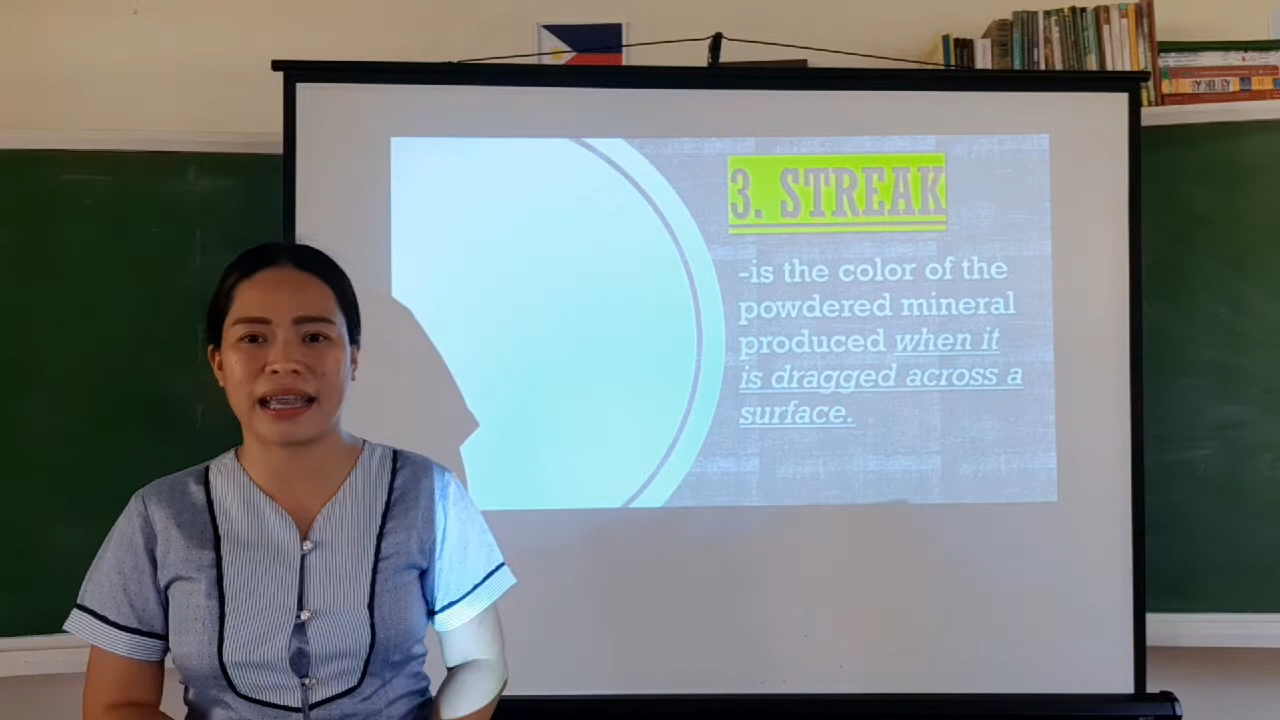 3. STREAK
-is the color of the
powdered mineral
produced when it
is dragged across a
surface.